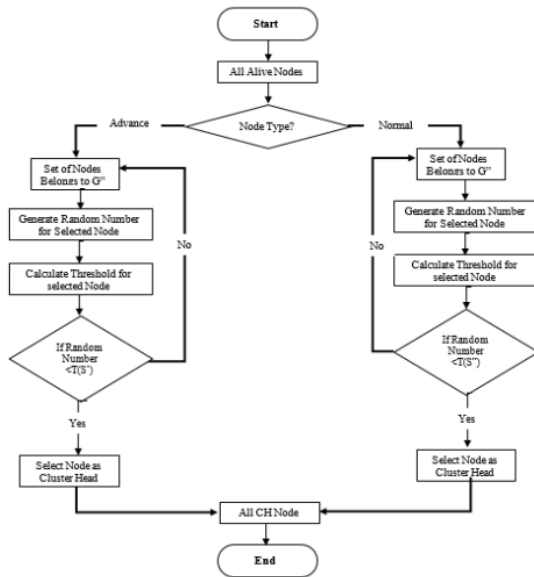 Start
All Alive Nodes
Node Type?
Advance
Normal
Set of Nodes
Belongs to G”
Generate Random Number
for Selected Node
Calculate Threshold for
selected Node
If Random
Number
<T(S’)
No
Yes
Select Node as
Cluster Head
Set of Nodes
Belongs to G”
Generate Random Number
for Selected Node
Calculate Threshold for
selected Node
If Random
Number
<T(S”)
No
Yes
Select Node as
Cluster Head
All CH Node
End